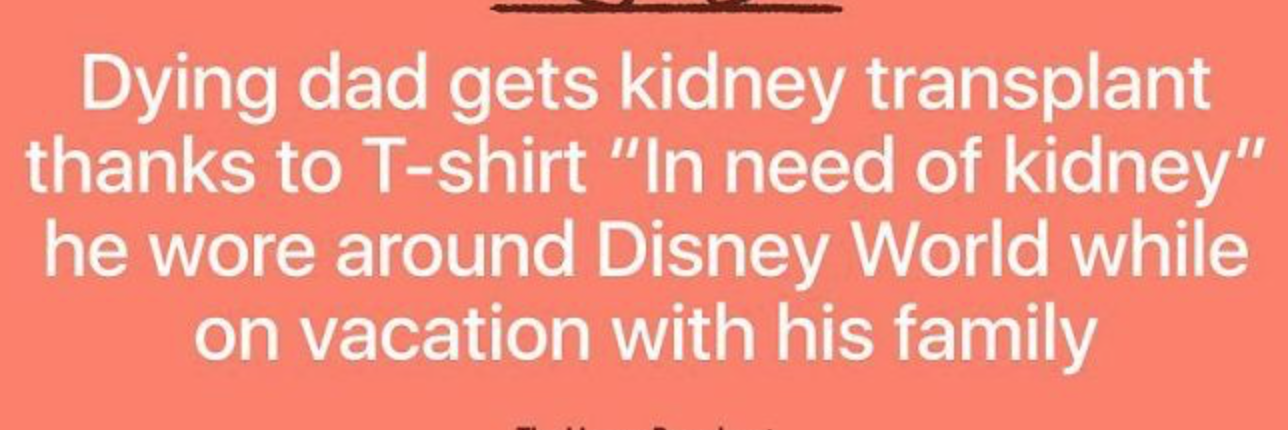 Dying dad gets kidney transplant
thanks to T-shirt “In need of kidney”
he wore around Disney World while
on vacation with his family